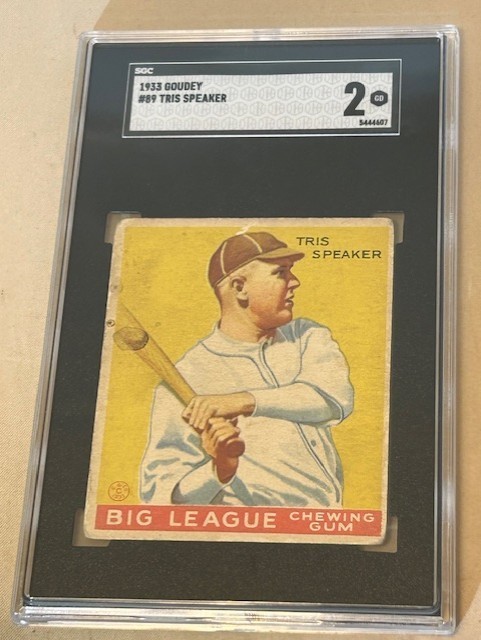 SGC
1933 GOUDEY
#89 TRIS SPEAKER
2 GD
5444607
TRIS
SPEAKER
BIG LEAGUE CHEWING GUM